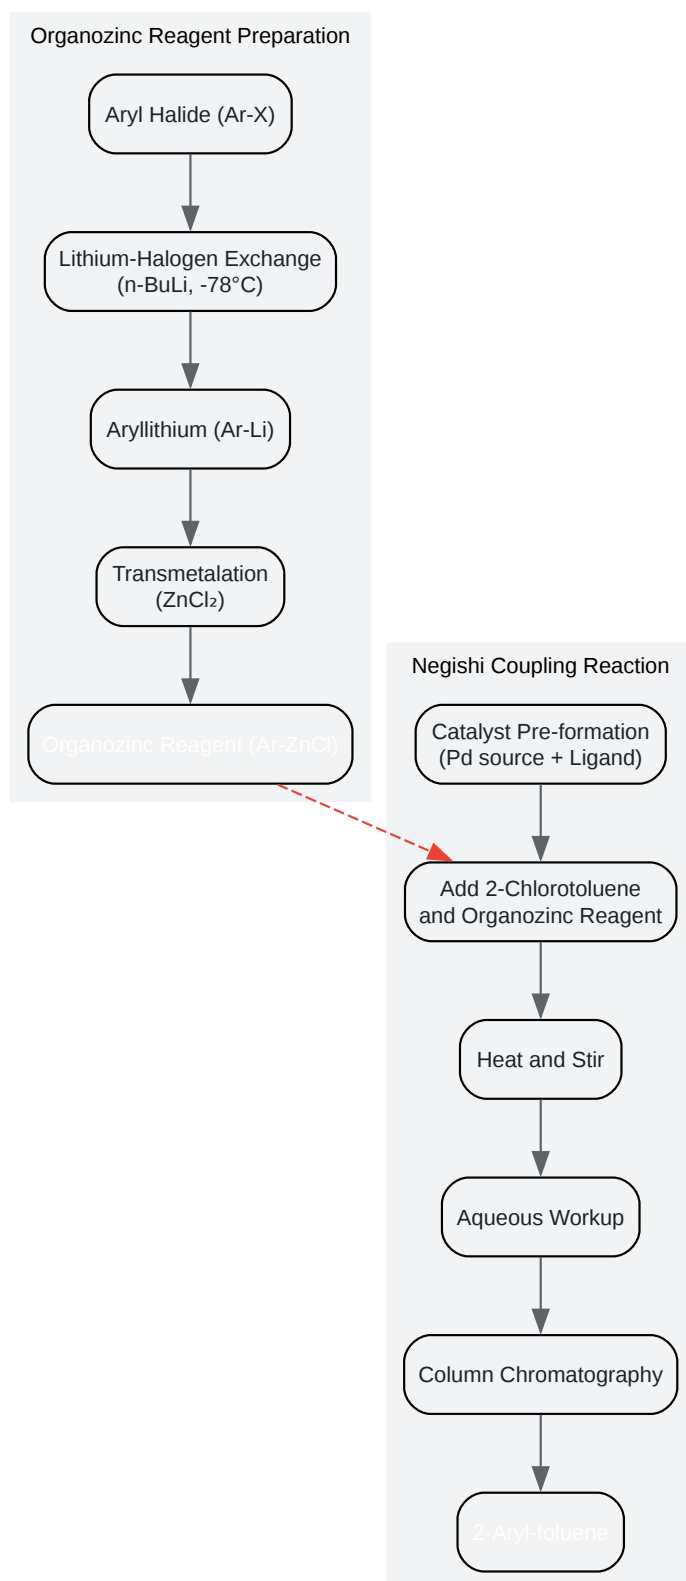 Organozinc Reagent Preparation
Aryl Halide (Ar-X)
Lithium-Halogen Exchange
(n-BuLi, -78°C)
Aryllithium (Ar-Li)
Transmetalation
(ZnCl₂)
Organozinc Reagent (Ar-ZnCl)
Negishi Coupling Reaction
Catalyst Pre-formation
(Pd source + Ligand)
Add 2-Chlorotoluene
and Organozinc Reagent
Heat and Stir
Aqueous Workup
Column Chromatography
2-Aryl-toluene